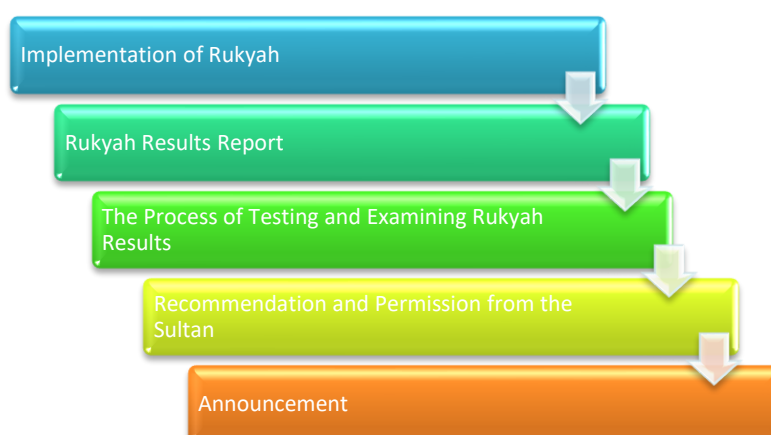 Implementation of Rukyah
Rukyah Results Report
The Process of Testing and Examining Rukyah
Results
Recommendation and Permission from the
Sultan
Announcement